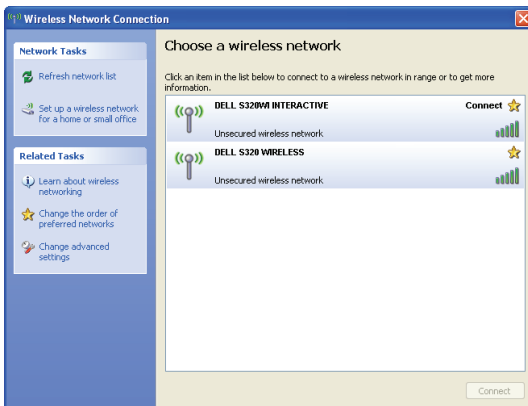 Wireless Network Connection
Network Tasks
Refresh network list
Set up a wireless network
for a home or small office
Related Tasks
Learn about wireless
networking
Change the order of
preferred networks
Change advanced
settings
Choose a wireless network
Click an item in the list below to connect to a wireless network in range or to get more
information.
DELL S320WI INTERACTIVE Connect
Unsecured wireless network
DELL S320 WIRELESS
Unsecured wireless network
Connect